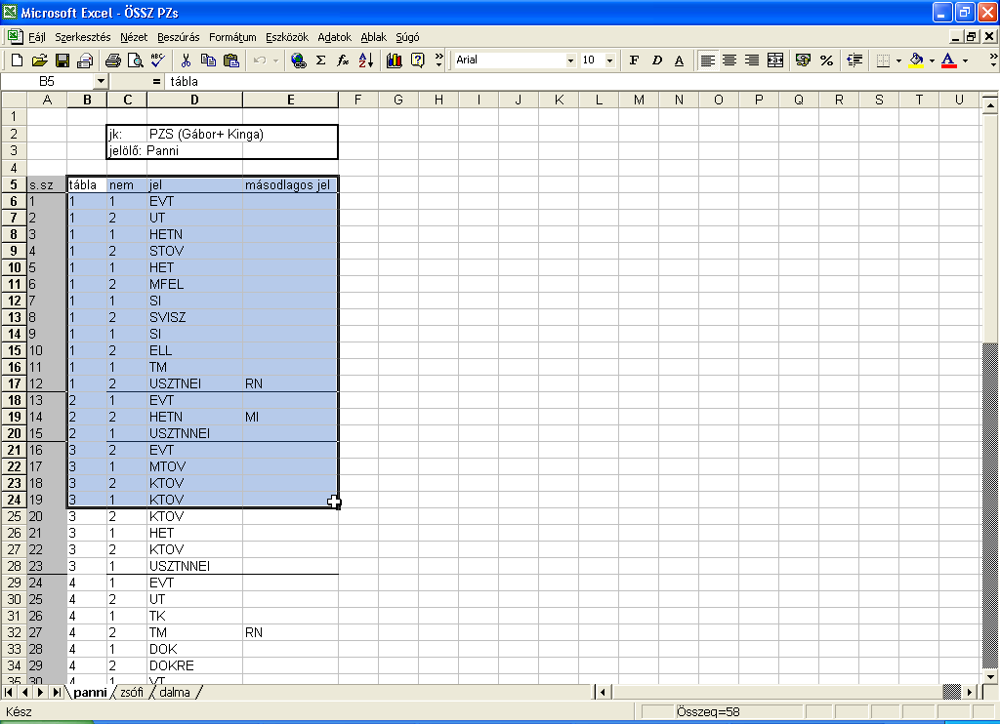 Microsoft Excel - ÖSSZ PZs
Fájl Szerkesztés Nézet Beszúrás Formátum Eszközök Adatok Ablak Súgó
Arial 10 F D A
B5 = tábla
A B C D E F G H I J K L M N O P Q R S T U
1
2 jk: PZS (Gábor+ Kinga)
3 jelölő: Panni
4
5 s.sz tábla nem jel másodlagos jel
6 1 1 1 EVT
7 2 1 2 UT
8 3 1 1 HETN
9 4 1 2 STOV
10 5 1 1 HET
11 6 1 2 MFEL
12 7 1 1 SI
13 8 1 2 SVISZ
14 9 1 1 SI
15 10 1 2 ELL
16 11 1 1 TM
17 12 1 2 USZTNEI RN
18 13 2 1 EVT
19 14 2 2 HETN MI
20 15 2 1 USZTNNEI
21 16 3 2 EVT
22 17 3 1 MTOV
23 18 3 2 KTOV
24 19 3 1 KTOV
25 20 3 2 KTOV
26 21 3 1 HET
27 22 3 2 KTOV
28 23 3 1 USZTNNEI
29 24 4 1 EVT
30 25 4 2 UT
31 26 4 1 TK
32 27 4 2 TM RN
33 28 4 1 DOK
34 29 4 2 DOKRE
35 30 4 1 VT
panni zsófi dalma
Kész Összeg=58